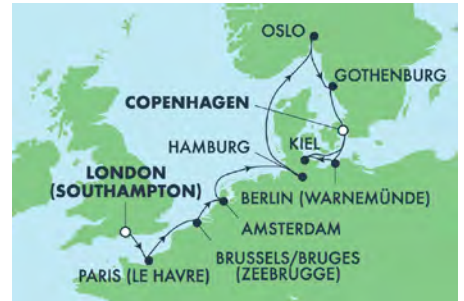 OSLO
GOTHENBURG
COPENHAGEN
KIEL
HAMBURG
LONDON
(SOUTHAMPTON)
BERLIN (WARNEMÜNDE)
AMSTERDAM
BRUSSELS/BRUGES
(ZEEBRUGGE)
PARIS (LE HAVRE)